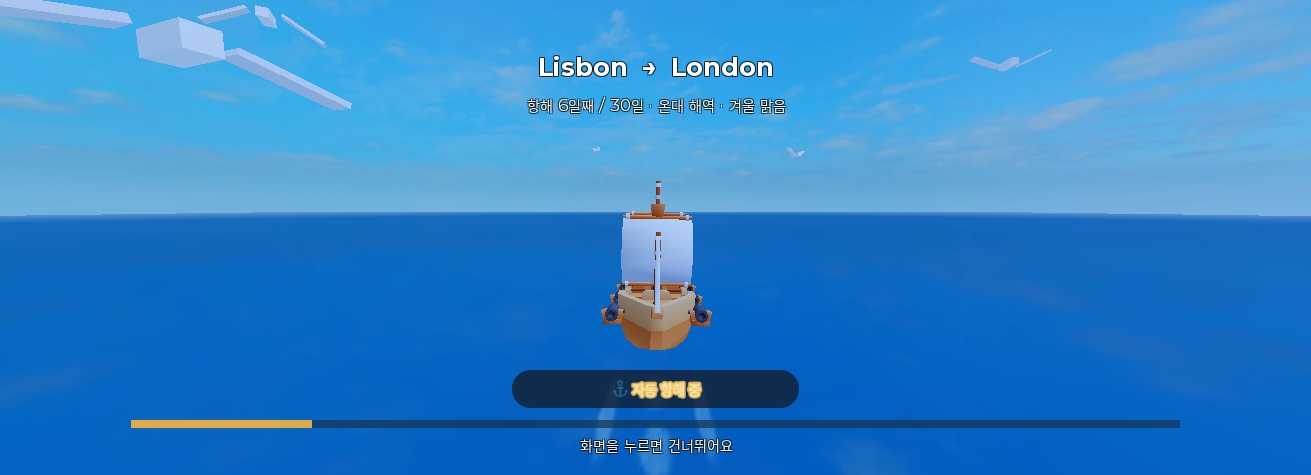 Lisbon → London
항해 6일째 / 30일 · 온대 해역 · 겨울 맑음
⚓ 자동 항해 중
화면을 누르면 건너뛰어요